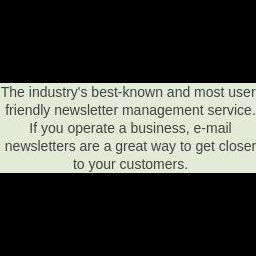 The industry's best-known and most user
friendly newsletter management service.
If you operate a business, e-mail
newsletters are a great way to get closer
to your customers.